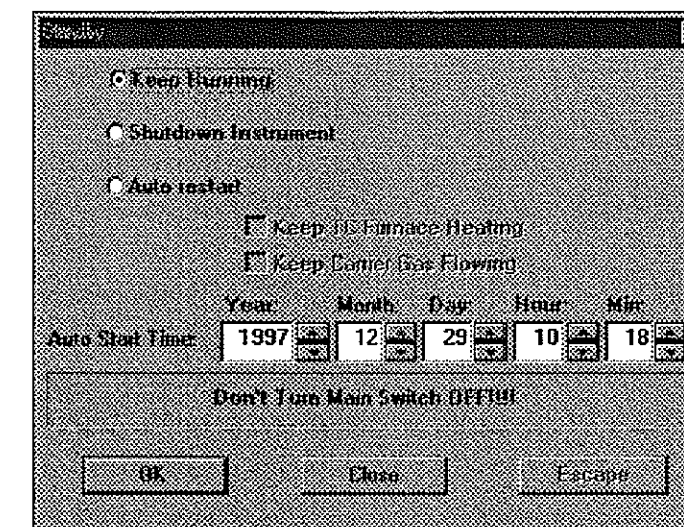 Standby
Keep Running
Shutdown Instrument
Auto restart
Keep TC Furnace Heating
Keep Carrier Gas Flowing
Year: Month: Day: Hour: Min:
Auto Start Time: 1997 12 29 10 18
Don't Turn Main Switch OFF!!!!
OK Close Escape